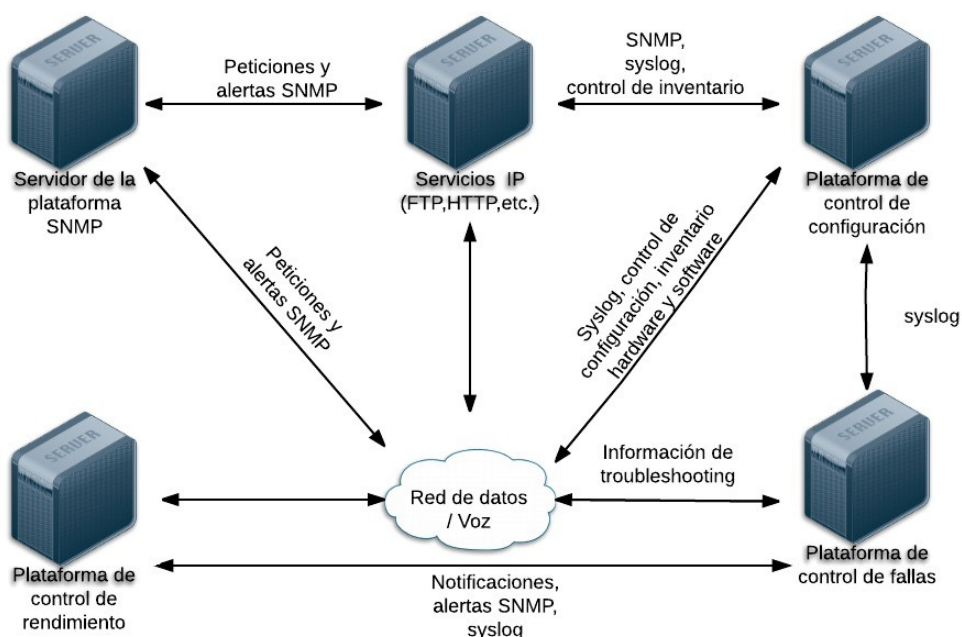 SERVER
SERVER
SERVER
Peticiones y
alertas SNMP
SNMP,
syslog,
control de inventario
Servidor de la
plataforma
SNMP
Servicios IP
(FTP,HTTP,etc.)
Plataforma de
control de
configuración
Peticiones y
alertas SNMP
Syslog, control de
configuración, inventario
hardware y software
syslog
SERVER
SERVER
Red de datos
/ Voz
Información de
troubleshooting
Plataforma de
control de rendimiento
Notificaciones,
alertas SNMP,
syslog
Plataforma de
control de fallas